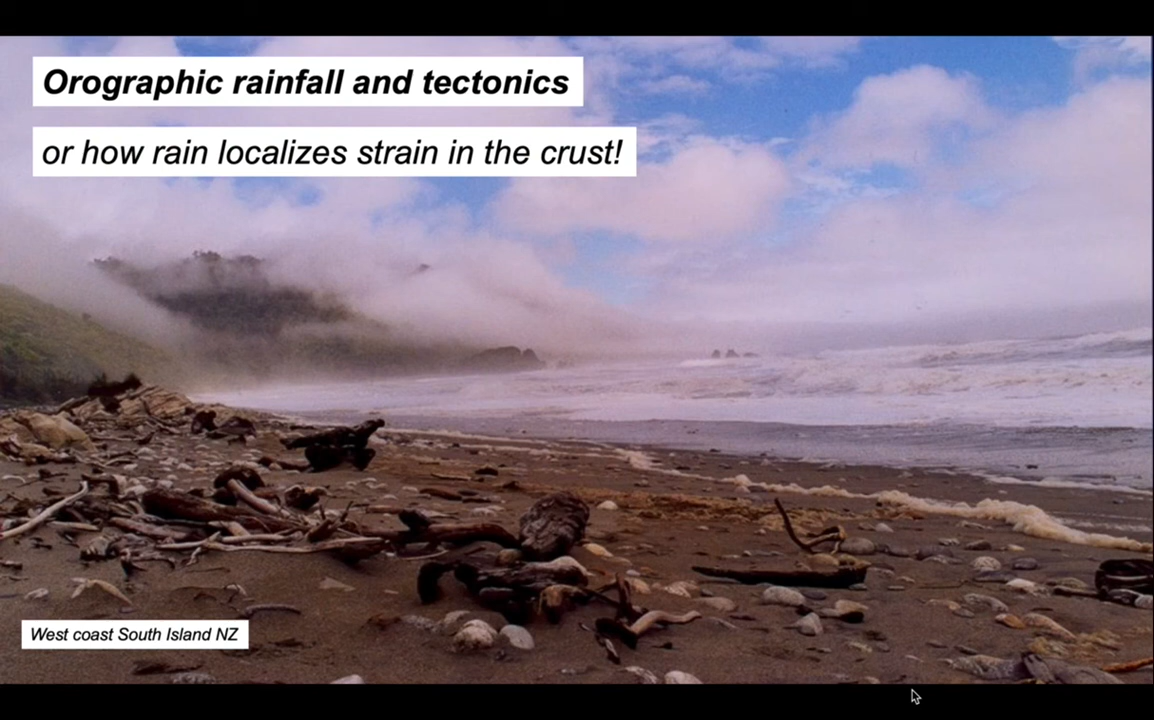 Orographic rainfall and tectonics
or how rain localizes strain in the crust!
West coast South Island NZ